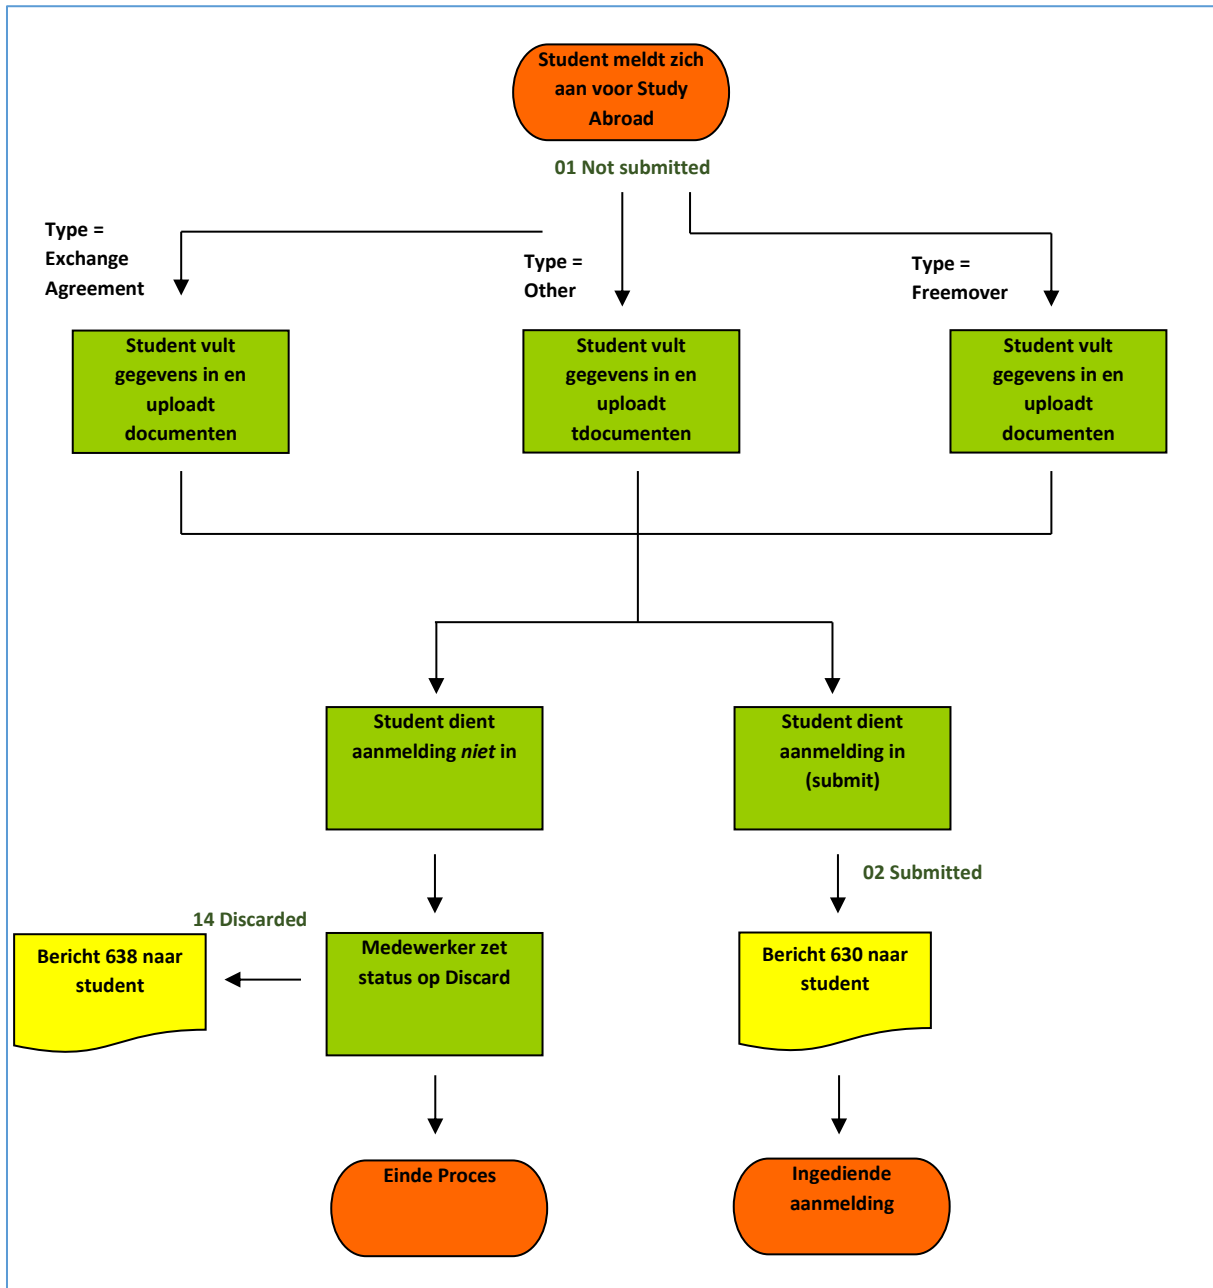 Student meldt zich
aan voor Study
Abroad
01 Not submitted
Type =
Exchange
Agreement
Type =
Other
Type =
Freemover
Student vult
gegevens in en
uploadt
documenten
Student vult
gegevens in en
uploadt
tdocumenten
Student vult
gegevens in en
uploadt
documenten
Student dient
aanmelding niet in
Student dient
aanmelding in
(submit)
02 Submitted
14 Discarded
Bericht 638 naar
student
Medewerker zet
status op Discard
Bericht 630 naar
student
Einde Proces
Ingediende
aanmelding